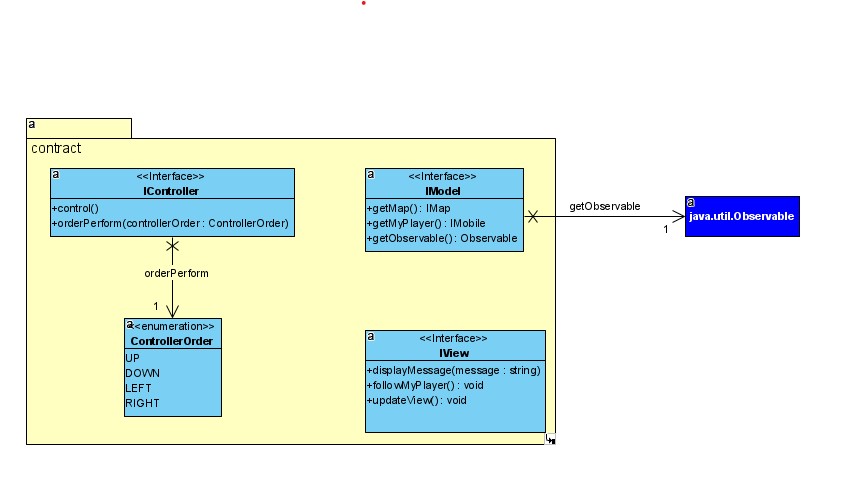 a
contract
a
<<Interface>>
IController
+control()
+orderPerform(controllerOrder : ControllerOrder)
a
<<Interface>>
IModel
+getMap() : IMap
+getMyPlayer() : IMobile
+getObservable() : Observable
getObservable
1
a
java.util.Observable
orderPerform
1
a
<<enumeration>>
ControllerOrder
UP
DOWN
LEFT
RIGHT
a
<<Interface>>
IView
+displayMessage(message : string)
+followMyPlayer() : void
+updateView() : void